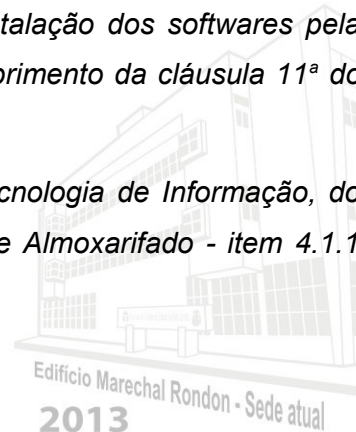 stalação dos softwares pela
primento da cláusula 11ª do
cnologia de Informação, do
e Almoxarifado - item 4.1.1
Edifício Marechal Rondon - Sede atual
2013